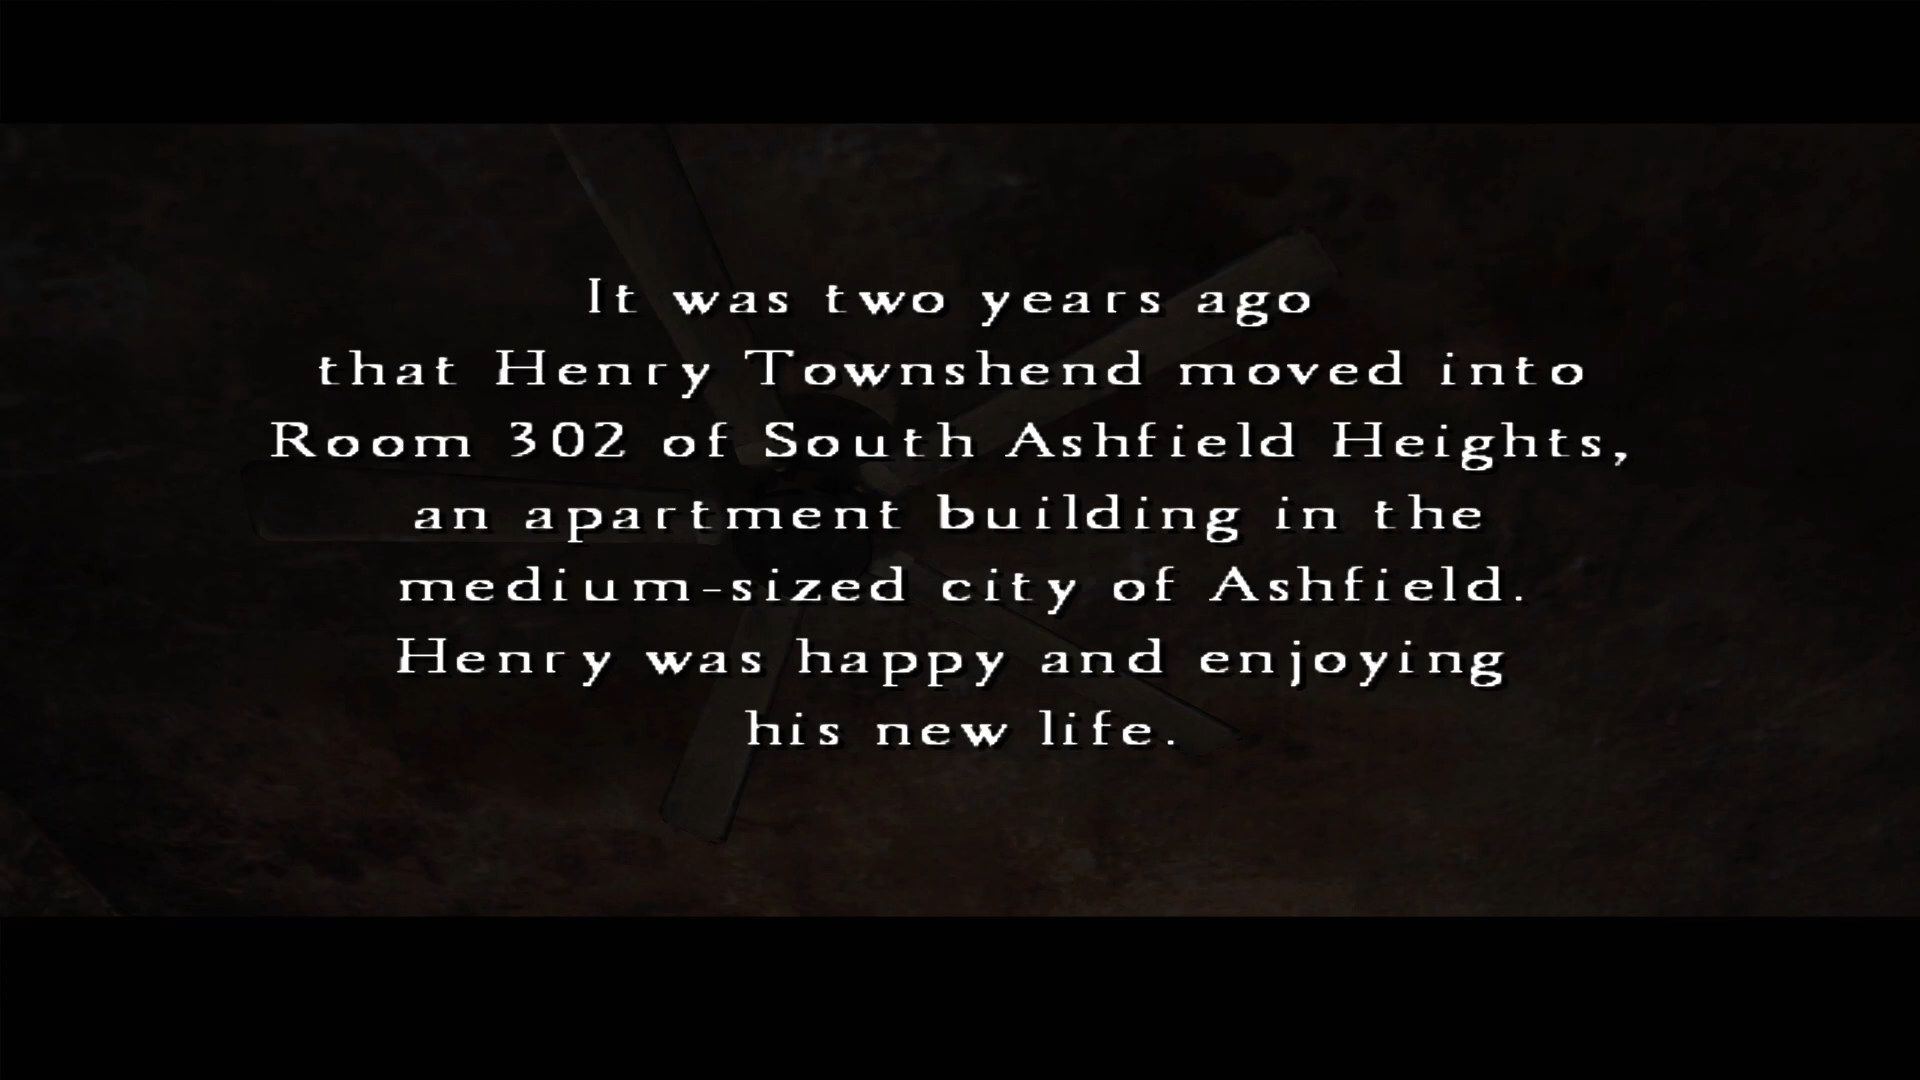 It was two years ago
that Henry Townshend moved into
Room 302 of South Ashfield Heights,
an apartment building in the
medium-sized city of Ashfield.
Henry was happy and enjoying
his new life.